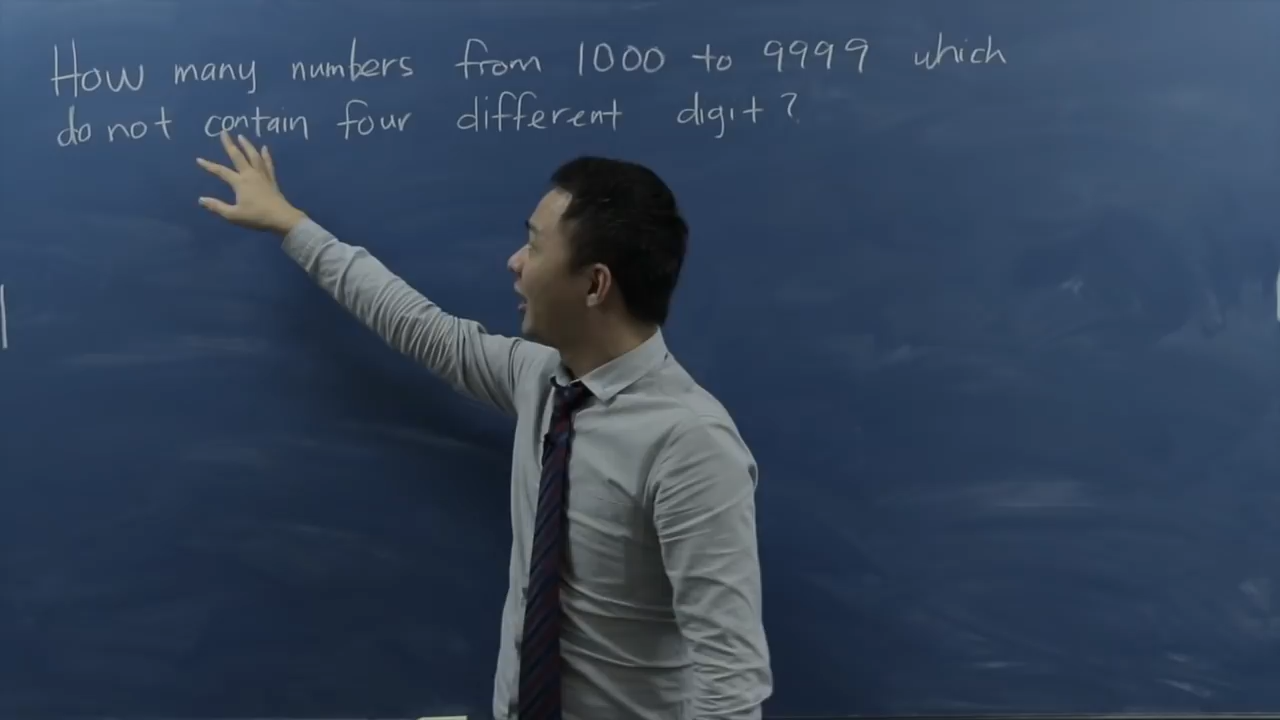 How many numbers from 1000 to 9999 which
do not contain four different digit?